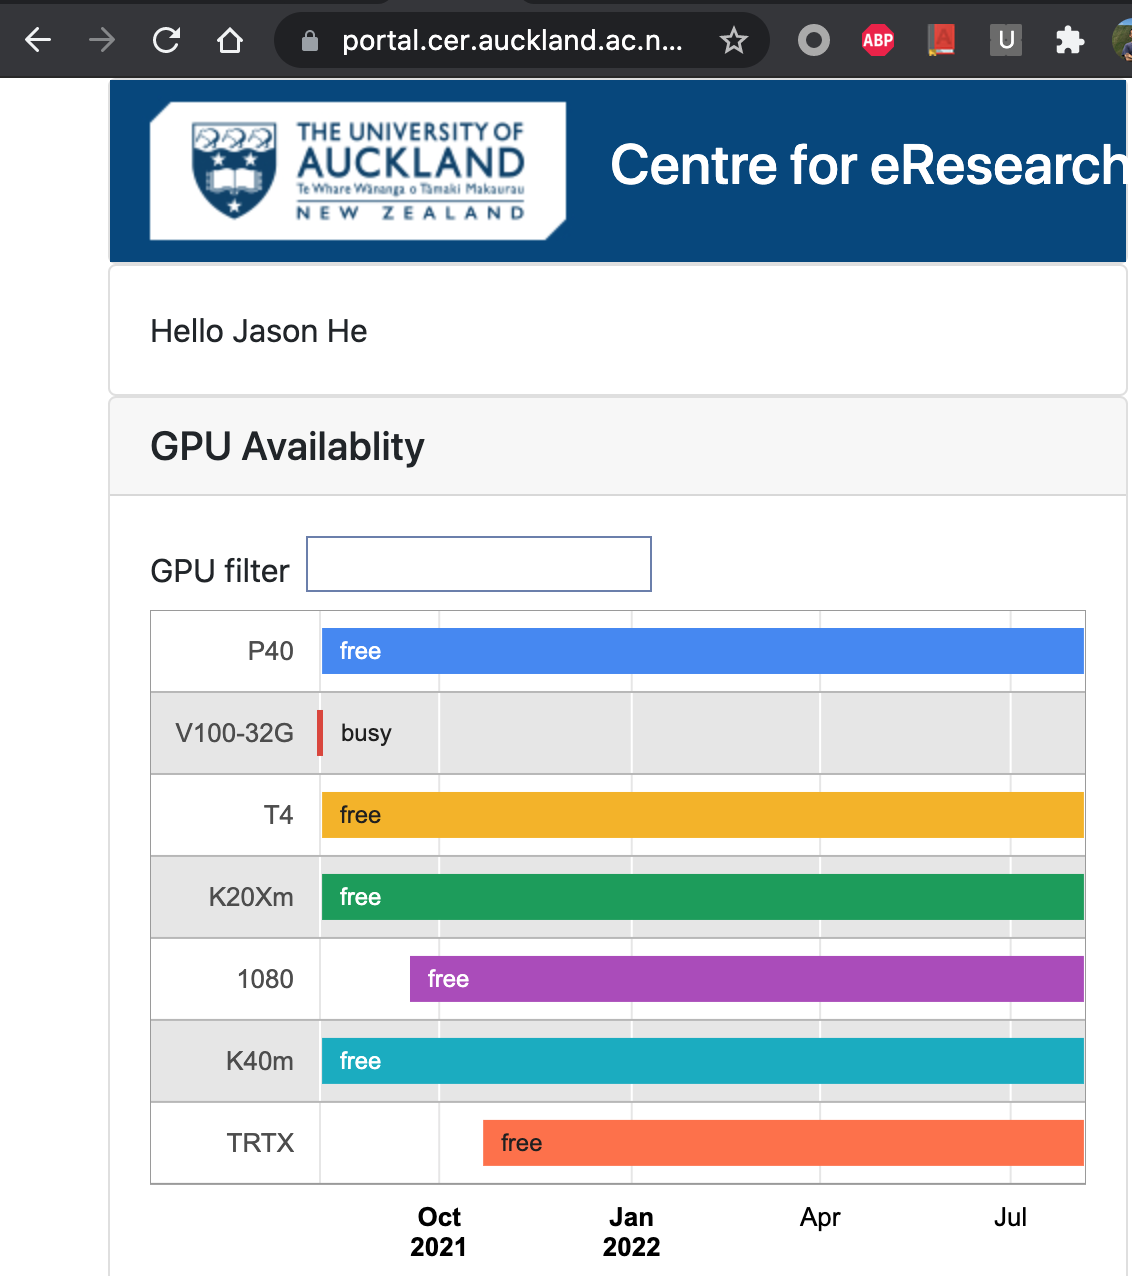 portal.cer.auckland.ac.n...
ABP
A
U
THE UNIVERSITY OF
AUCKLAND
Te Whare Wānanga o Tāmaki Makaurau
NEW ZEALAND
Centre for eResearch
Hello Jason He
GPU Availablity
GPU filter
P40 free
V100-32G busy
T4 free
K20Xm free
1080 free
K40m free
TRTX free
Oct Jan Apr Jul
2021 2022